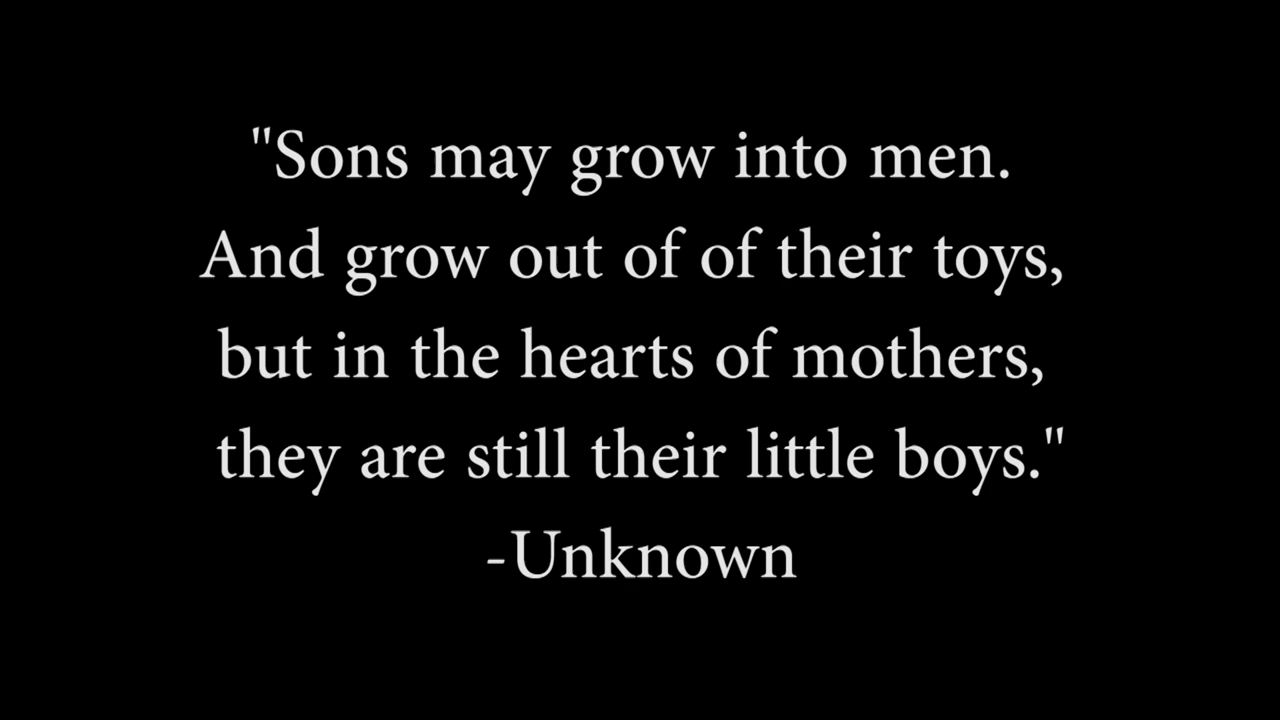 "Sons may grow into men.
And grow out of of their toys,
but in the hearts of mothers,
they are still their little boys."
-Unknown